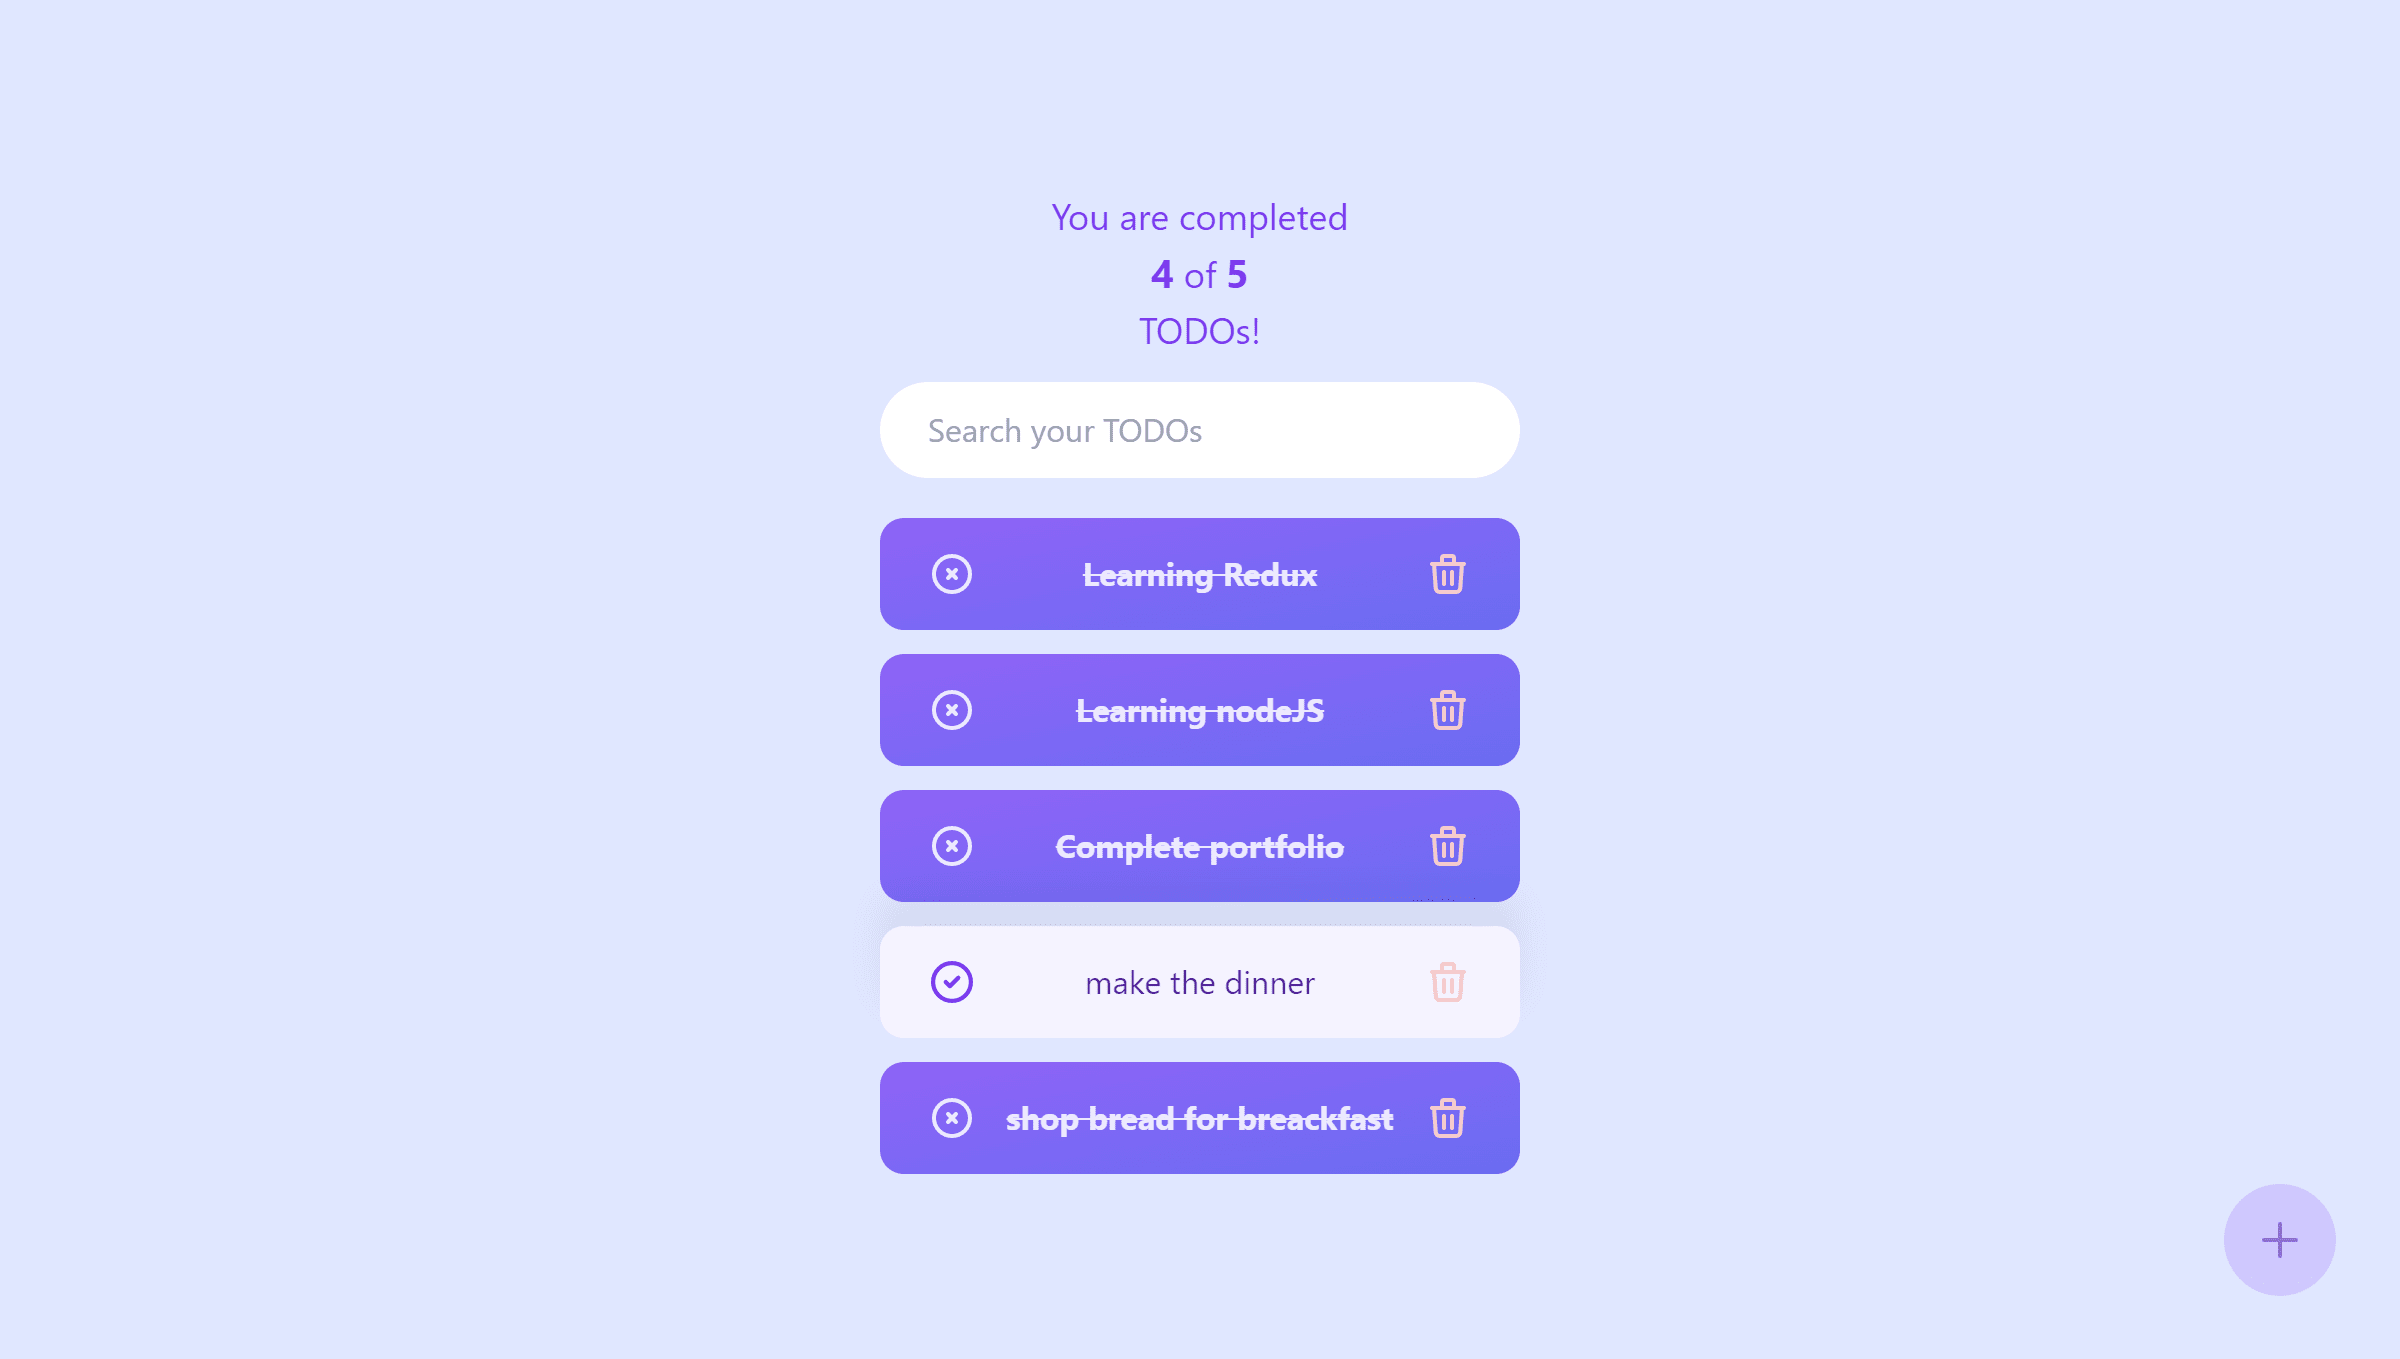 You are completed
4 of 5
TODOs!
Search your TODOs
Learning Redux
Learning nodeJS
Complete portfolio
make the dinner
shop bread for breackfast